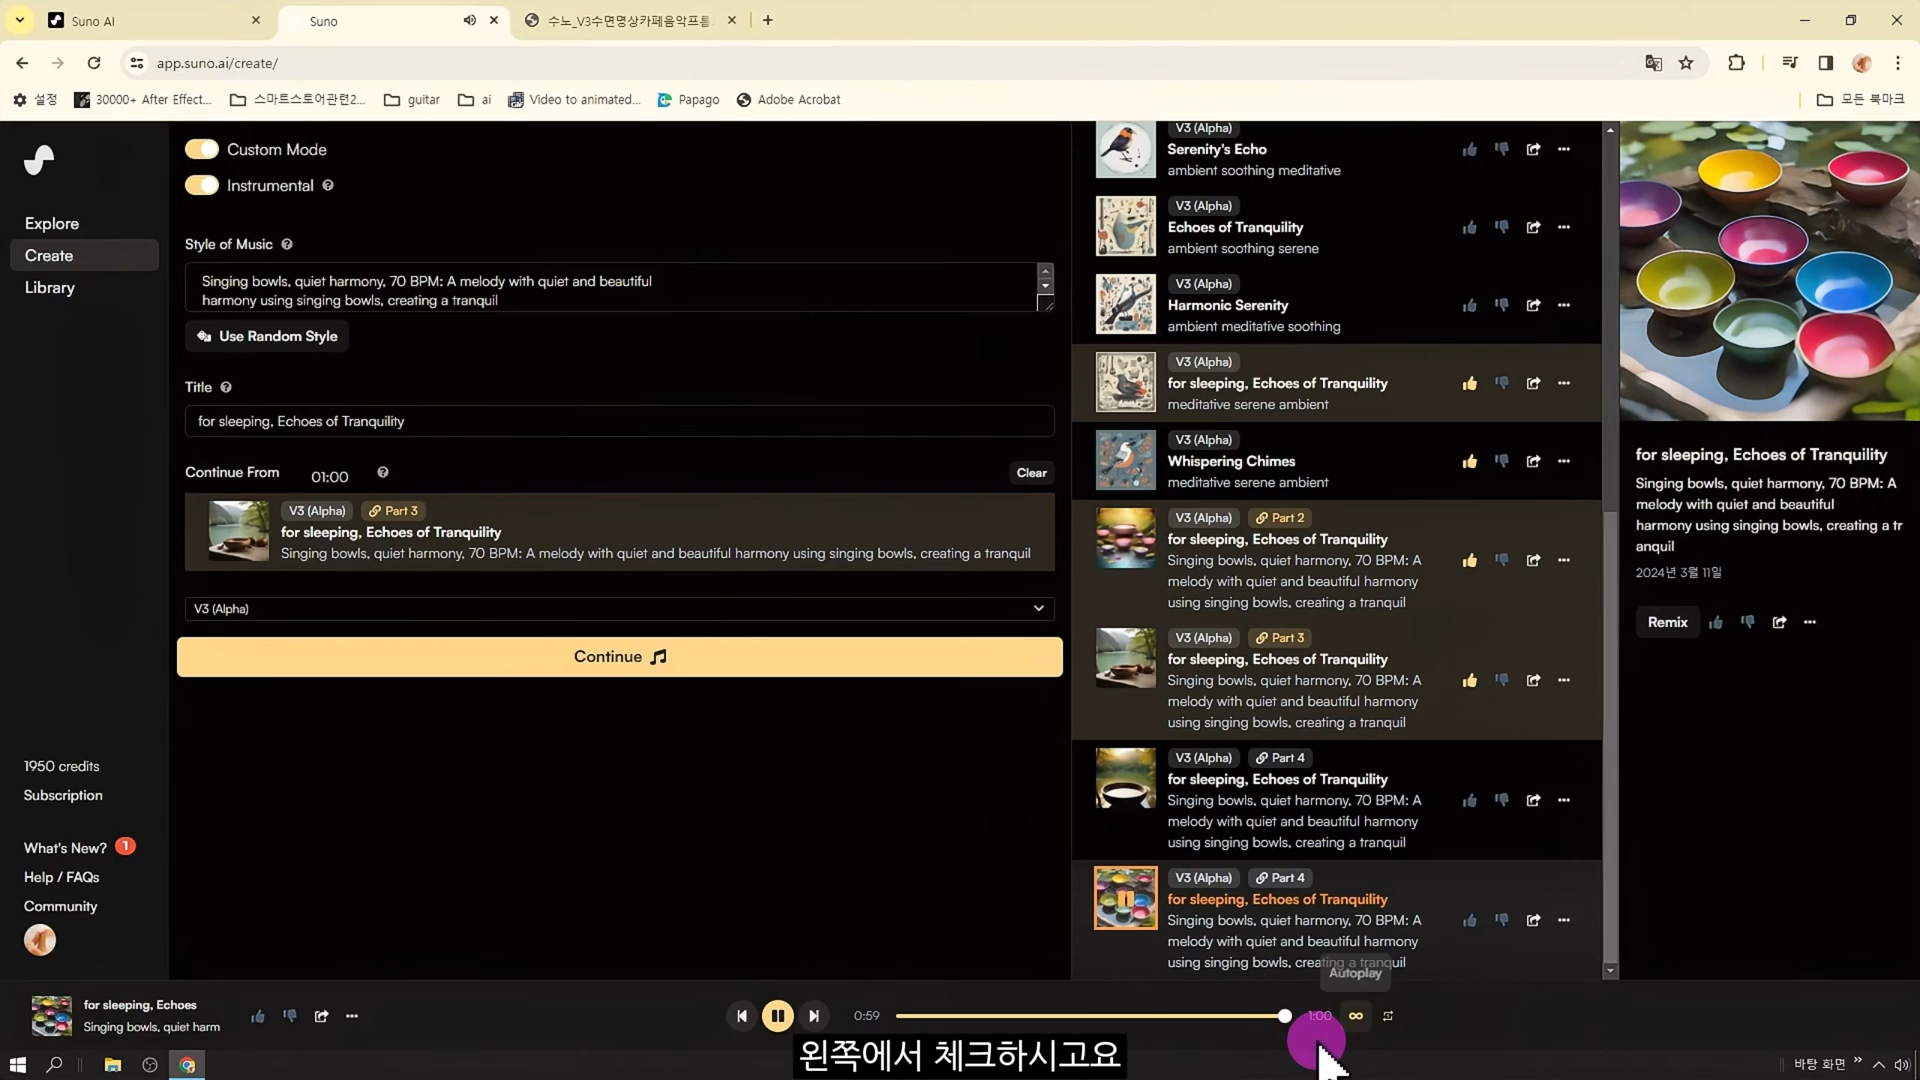 Suno AI
Suno
수노_V3수면명상카페음악프롬
app.suno.ai/create/
설정
30000+ After Effect...
스마트스토어관련2...
guitar
ai
Video to animated...
Papago
Adobe Acrobat
모든 북마크
Explore
Create
Library
1950 credits
Subscription
What's New? 1
Help / FAQs
Community
Custom Mode
Instrumental
Style of Music
Singing bowls, quiet harmony, 70 BPM: A melody with quiet and beautiful
harmony using singing bowls, creating a tranquil
Use Random Style
Title
for sleeping, Echoes of Tranquility
Continue From 01:00 Clear
V3 (Alpha) Part 3
for sleeping, Echoes of Tranquility
Singing bowls, quiet harmony, 70 BPM: A melody with quiet and beautiful harmony using singing bowls, creating a tranquil
V3 (Alpha)
Continue
V3 (Alpha)
Serenity's Echo
ambient soothing meditative
V3 (Alpha)
Echoes of Tranquility
ambient soothing serene
V3 (Alpha)
Harmonic Serenity
ambient meditative soothing
V3 (Alpha)
for sleeping, Echoes of Tranquility
meditative serene ambient
V3 (Alpha)
Whispering Chimes
meditative serene ambient
V3 (Alpha) Part 2
for sleeping, Echoes of Tranquility
Singing bowls, quiet harmony, 70 BPM: A
melody with quiet and beautiful harmony
using singing bowls, creating a tranquil
V3 (Alpha) Part 3
for sleeping, Echoes of Tranquility
Singing bowls, quiet harmony, 70 BPM: A
melody with quiet and beautiful harmony
using singing bowls, creating a tranquil
V3 (Alpha) Part 4
for sleeping, Echoes of Tranquility
Singing bowls, quiet harmony, 70 BPM: A
melody with quiet and beautiful harmony
using singing bowls, creating a tranquil
V3 (Alpha) Part 4
for sleeping, Echoes of Tranquility
Singing bowls, quiet harmony, 70 BPM: A
melody with quiet and beautiful harmony
using singing bowls, creating a tranquil
Autoplay
for sleeping, Echoes of Tranquility
Singing bowls, quiet harmony, 70 BPM: A
melody with quiet and beautiful
harmony using singing bowls, creating a tr
anquil
2024년 3월 11일
Remix
for sleeping, Echoes
Singing bowls, quiet harm
0:59
1:00
왼쪽에서 체크하시고요
바탕 화면